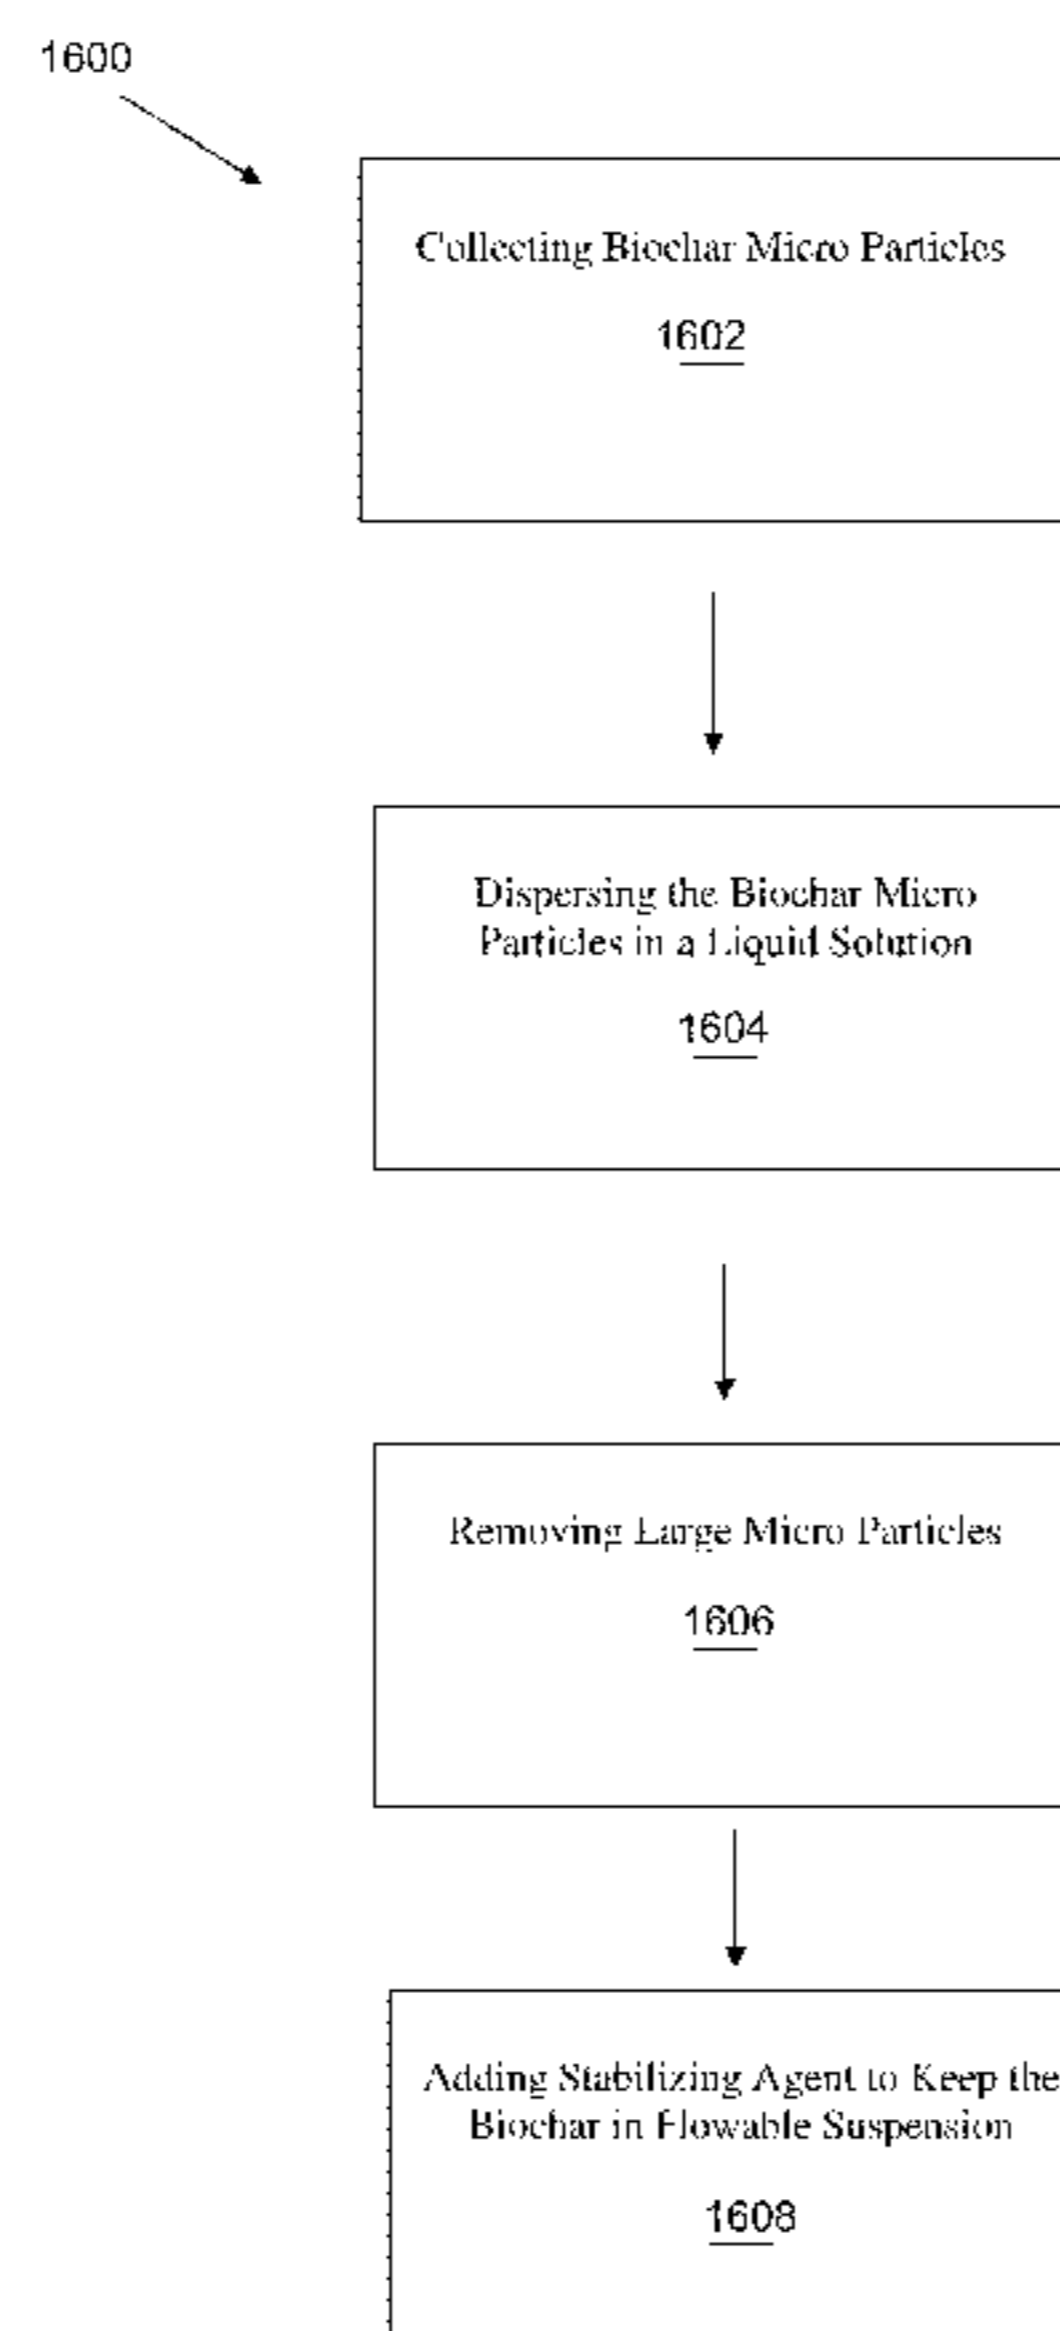 1600
Collecting Biochar Micro Particles
1602
Dispersing the Biochar Micro
Particles in a Liquid Solution
1604
Removing Large Micro Particles
1606
Adding Stabilizing Agent to Keep the
Biochar in Flowable Suspension
1608